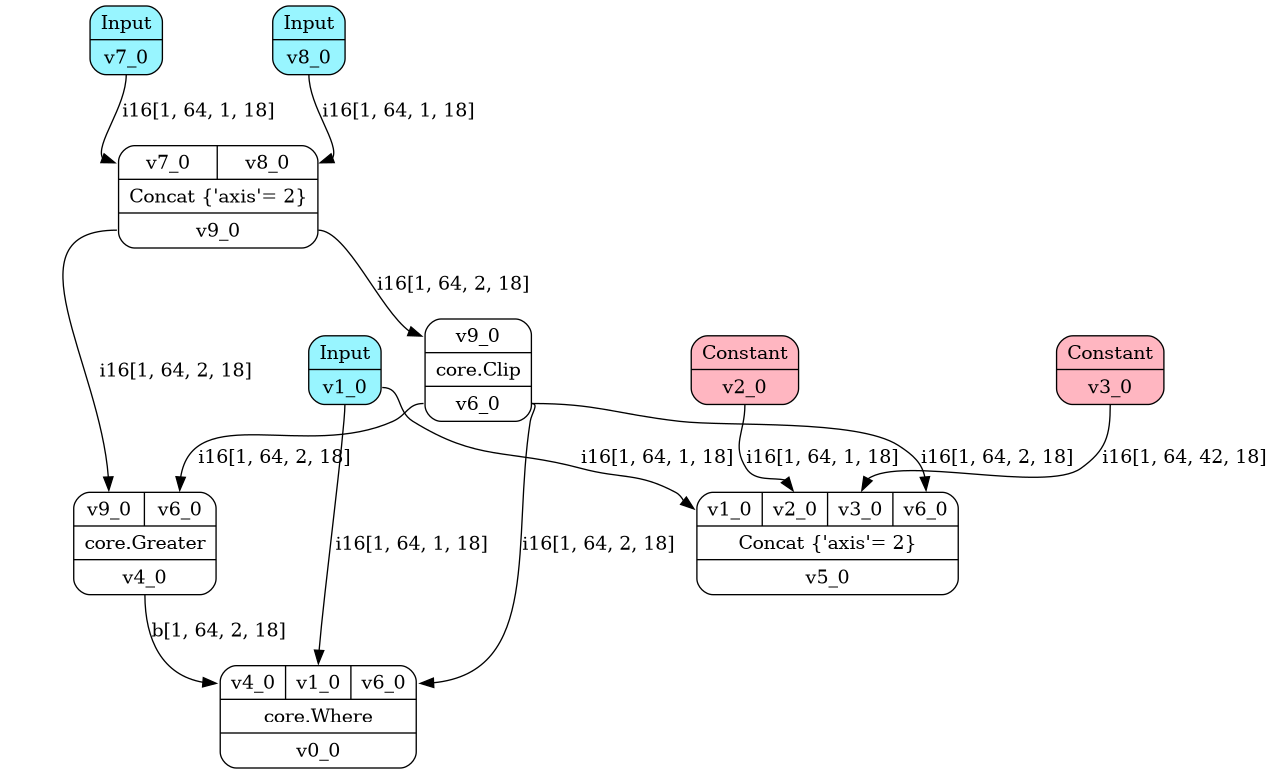 Input
v7_0
Input
v8_0
i16[1, 64, 1, 18]
i16[1, 64, 1, 18]
v7_0 v8_0
Concat {'axis'= 2}
v9_0
i16[1, 64, 2, 18]
v9_0
core.Clip
v6_0
Input
v1_0
Constant
v2_0
Constant
v3_0
i16[1, 64, 2, 18]
i16[1, 64, 2, 18]
i16[1, 64, 1, 18]
i16[1, 64, 1, 18]
i16[1, 64, 2, 18]
i16[1, 64, 42, 18]
v9_0 v6_0
core.Greater
v4_0
i16[1, 64, 1, 18]
i16[1, 64, 2, 18]
v1_0 v2_0 v3_0 v6_0
Concat {'axis'= 2}
v5_0
b[1, 64, 2, 18]
v4_0 v1_0 v6_0
core.Where
v0_0